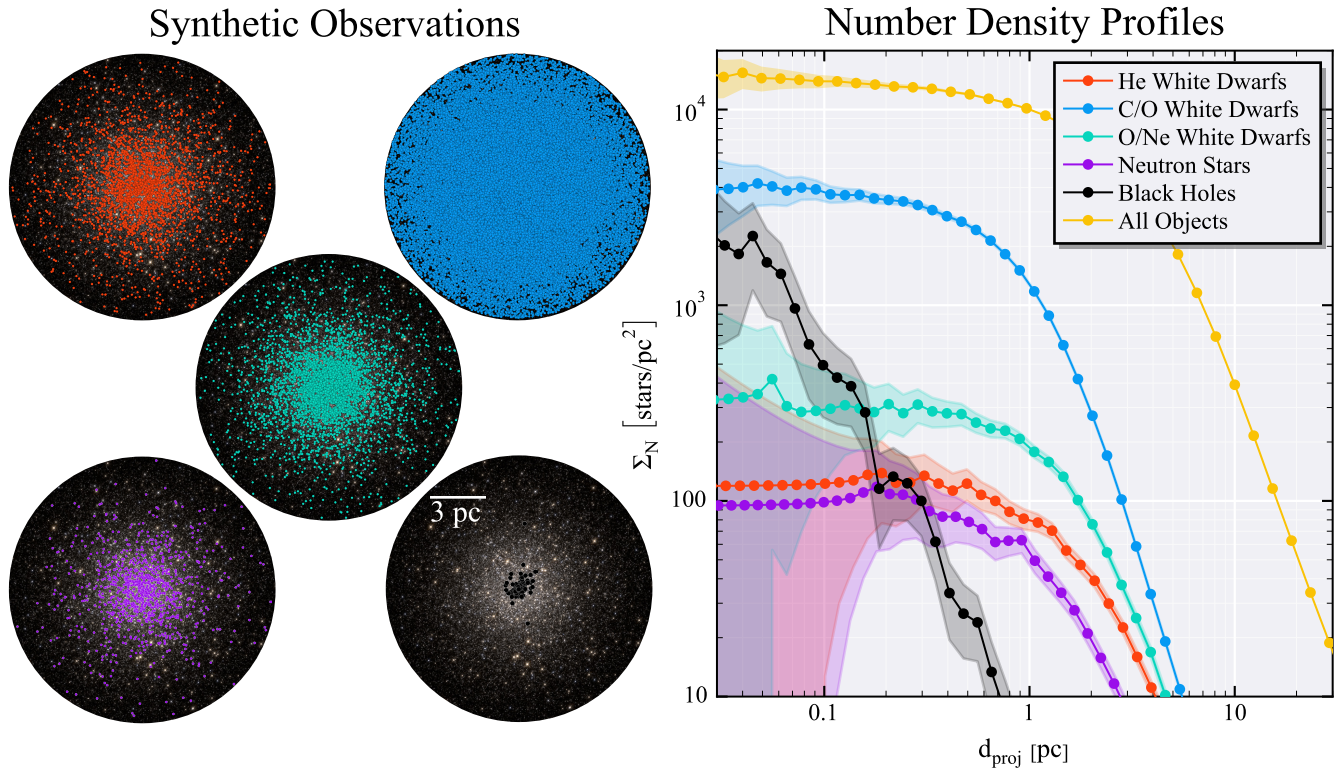 Synthetic Observations
3 pc
Number Density Profiles
He White Dwarfs
C/O White Dwarfs
O/Ne White Dwarfs
Neutron Stars
Black Holes
All Objects
Σ_N [stars/pc²]
10⁴
10³
100
10
0.1
1
10
d_proj [pc]